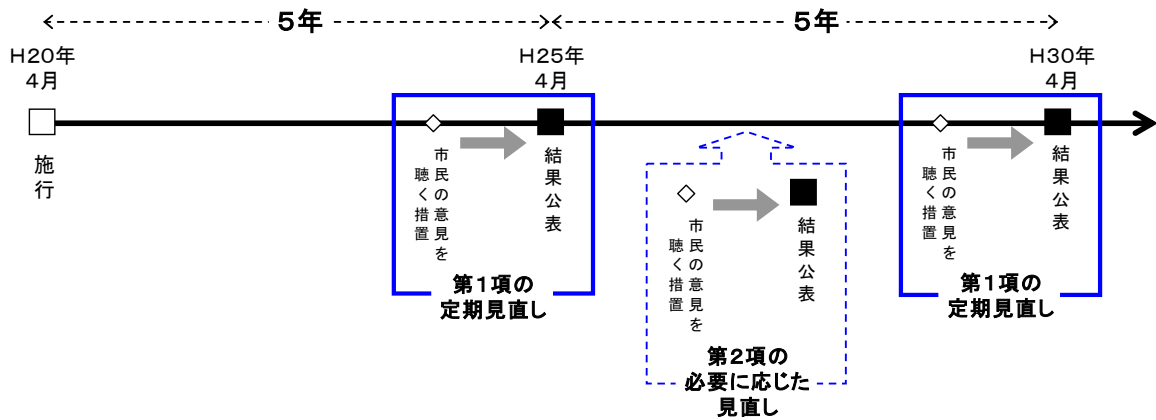 5年
5年
H20年
4月
H25年
4月
H30年
4月
施行
市民の意見を
聴く措置
結果公表
第1項の
定期見直し
市民の意見を
聴く措置
結果公表
第2項の
必要に応じた
見直し
市民の意見を
聴く措置
結果公表
第1項の
定期見直し